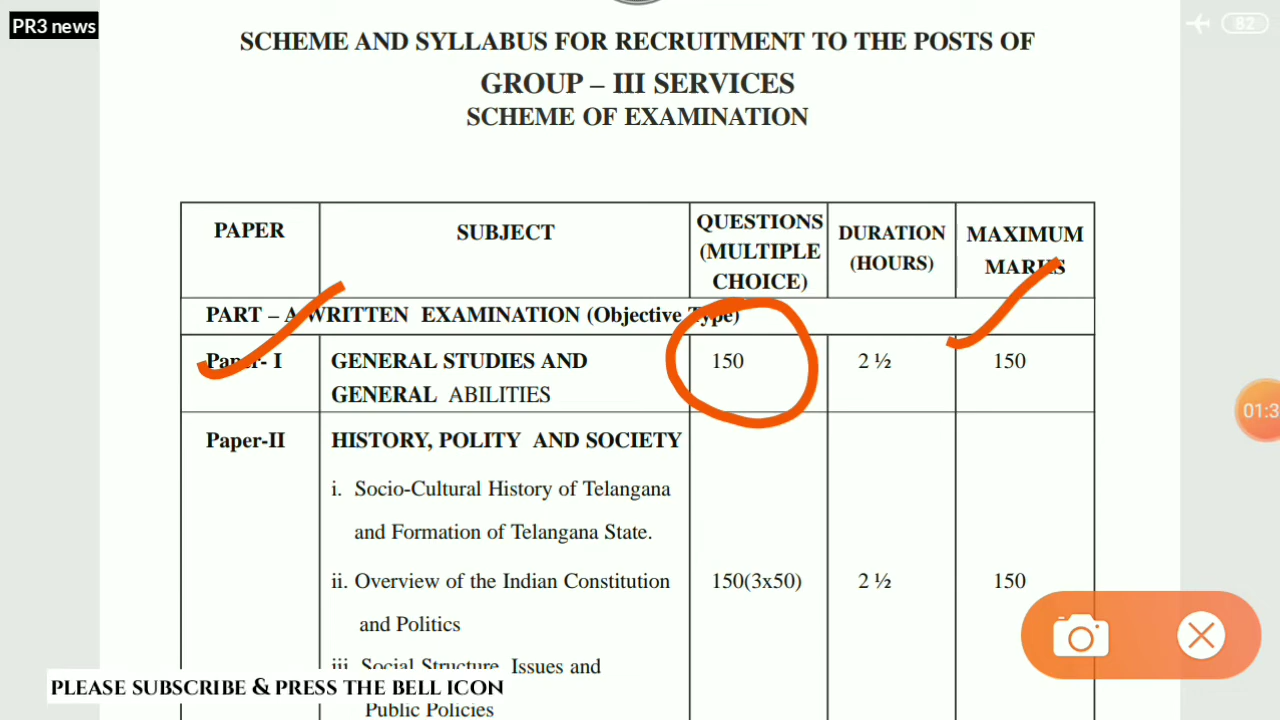 PR3 news
82
SCHEME AND SYLLABUS FOR RECRUITMENT TO THE POSTS OF
GROUP – III SERVICES
SCHEME OF EXAMINATION
PAPER SUBJECT QUESTIONS (MULTIPLE CHOICE) DURATION (HOURS) MAXIMUM MARKS
PART – A WRITTEN EXAMINATION (Objective Type)
Paper- I GENERAL STUDIES AND 150 2 ½ 150
GENERAL ABILITIES
01:3
Paper-II HISTORY, POLITY AND SOCIETY
i. Socio-Cultural History of Telangana
and Formation of Telangana State.
ii. Overview of the Indian Constitution 150(3x50) 2 ½ 150
and Politics
iii. Social Structure, Issues and
Public Policies
PLEASE SUBSCRIBE & PRESS THE BELL ICON